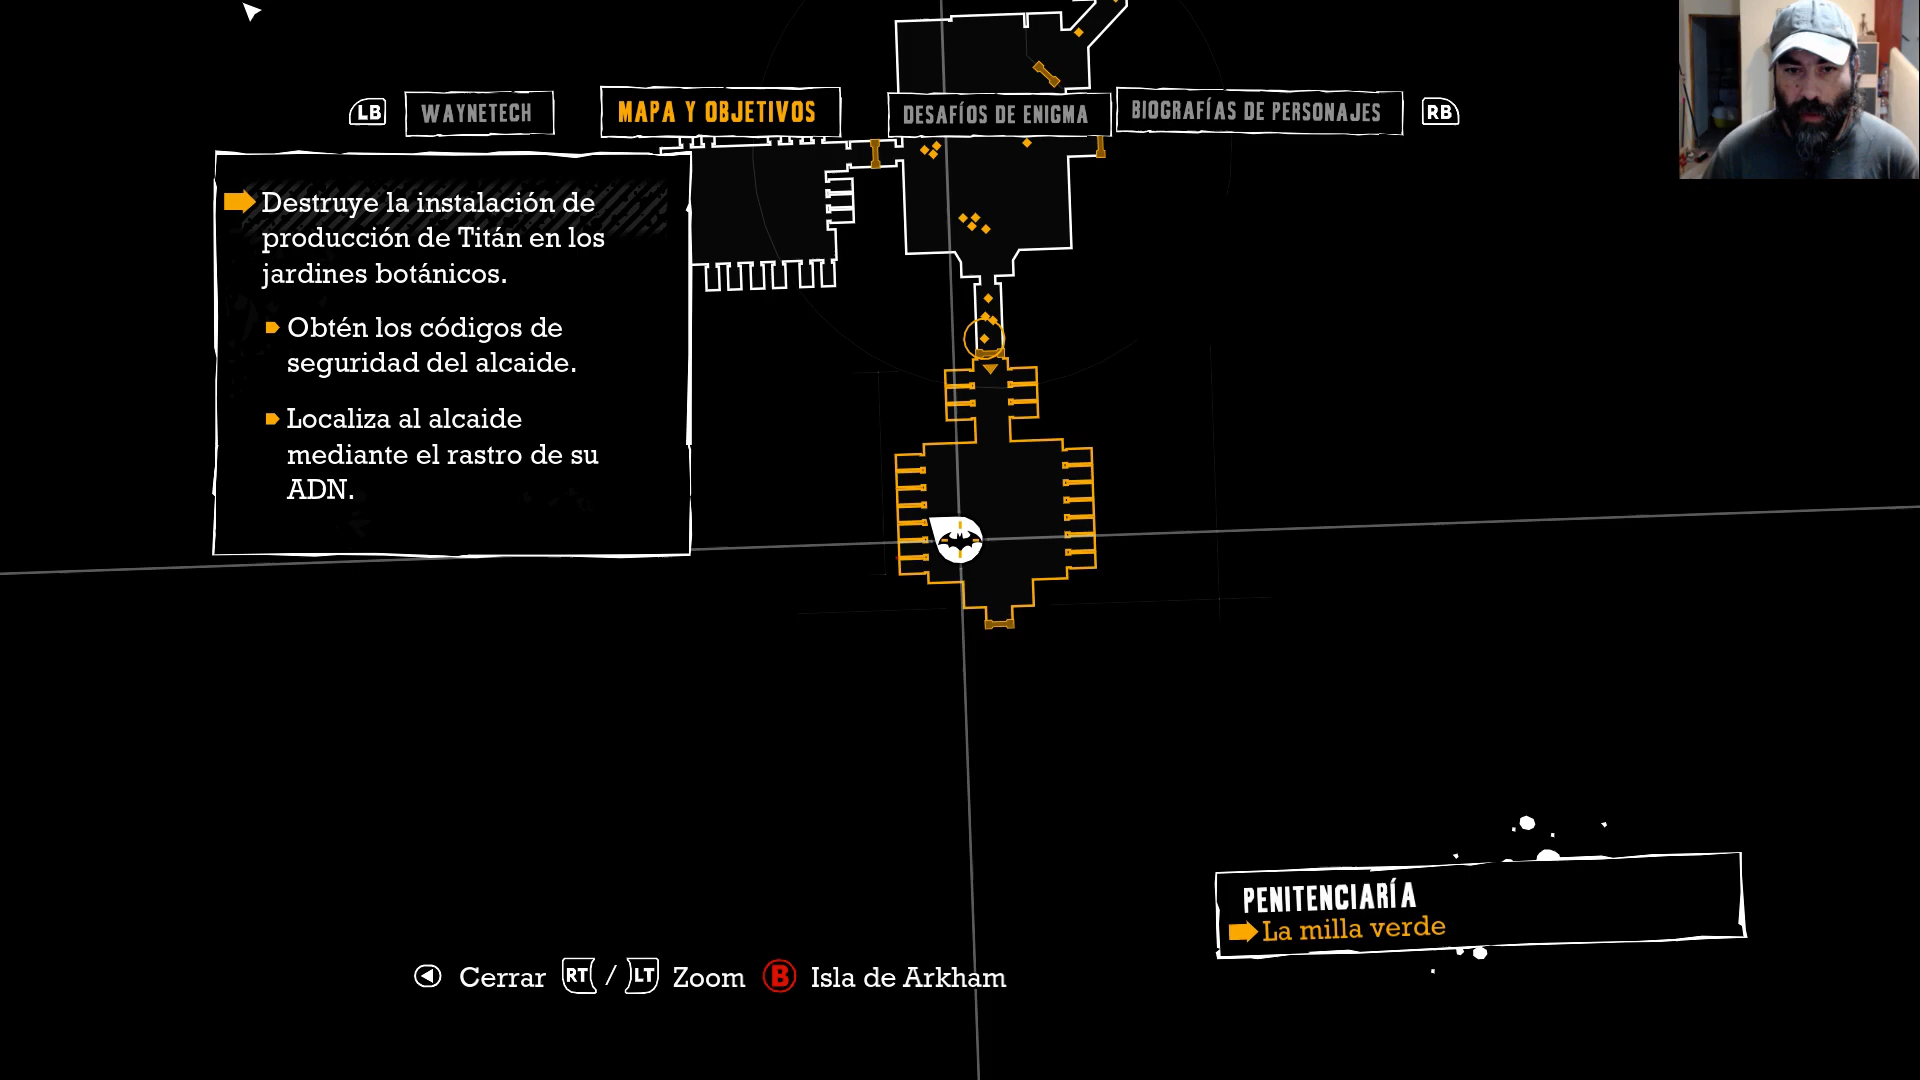 LB
WAYNETECH
MAPA Y OBJETIVOS
DESAFÍOS DE ENIGMA
BIOGRAFÍAS DE PERSONAJES
RB
Destruye la instalación de
producción de Titán en los
jardines botánicos.
Obtén los códigos de
seguridad del alcaide.
Localiza al alcaide
mediante el rastro de su
ADN.
PENITENCIARÍA
La milla verde
Cerrar RT / LT Zoom B Isla de Arkham